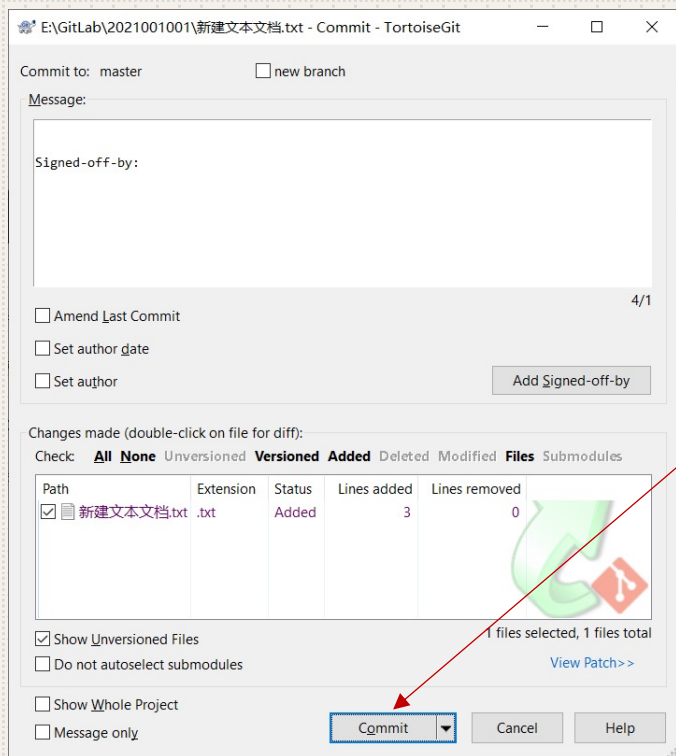 E:\GitLab\2021001001\新建文本文档.txt - Commit - TortoiseGit
Commit to: master new branch
Message:
Signed-off-by:
4/1
Amend Last Commit
Set author date
Set author
Add Signed-off-by
Changes made (double-click on file for diff):
Check: All None Unversioned Versioned Added Deleted Modified Files Submodules
Path Extension Status Lines added Lines removed
新建文本文档.txt .txt Added 3 0
Show Unversioned Files
1 files selected, 1 files total
Do not autoselect submodules
View Patch>>
Show Whole Project
Message only
Commit Cancel Help